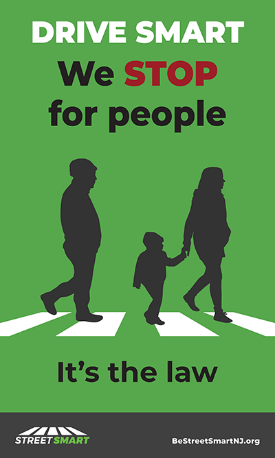 DRIVE SMART
We STOP
for people
It's the law
STREETSMART
BeStreetSmartNJ.org